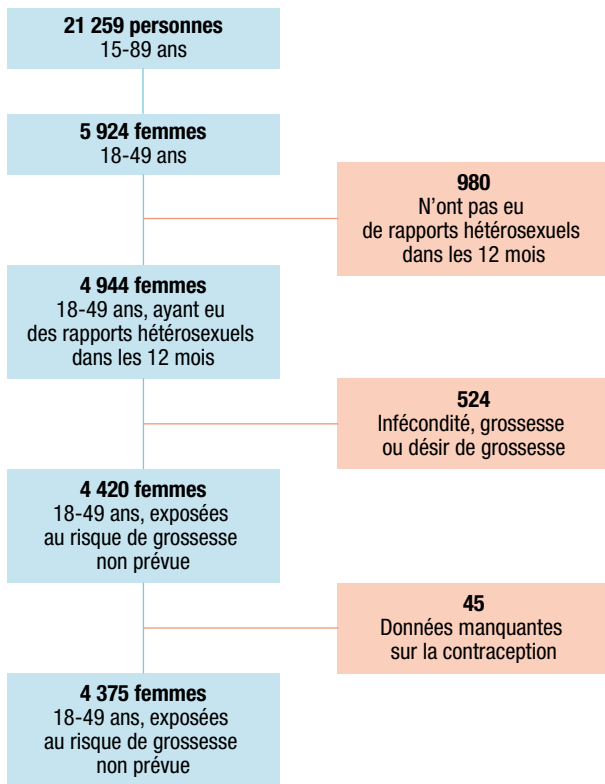 21 259 personnes
15-89 ans
5 924 femmes
18-49 ans
980
N'ont pas eu
de rapports hétérosexuels
dans les 12 mois
4 944 femmes
18-49 ans, ayant eu
des rapports hétérosexuels
dans les 12 mois
524
Infécondité, grossesse
ou désir de grossesse
4 420 femmes
18-49 ans, exposées
au risque de grossesse
non prévue
45
Données manquantes
sur la contraception
4 375 femmes
18-49 ans, exposées
au risque de grossesse
non prévue